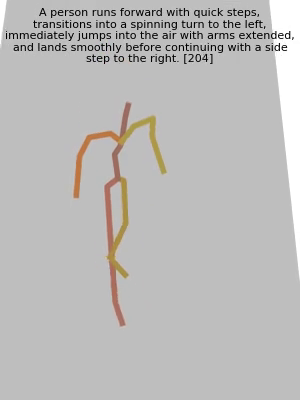 A person runs forward with quick steps,
transitions into a spinning turn to the left,
immediately jumps into the air with arms extended,
and lands smoothly before continuing with a side
step to the right. [204]